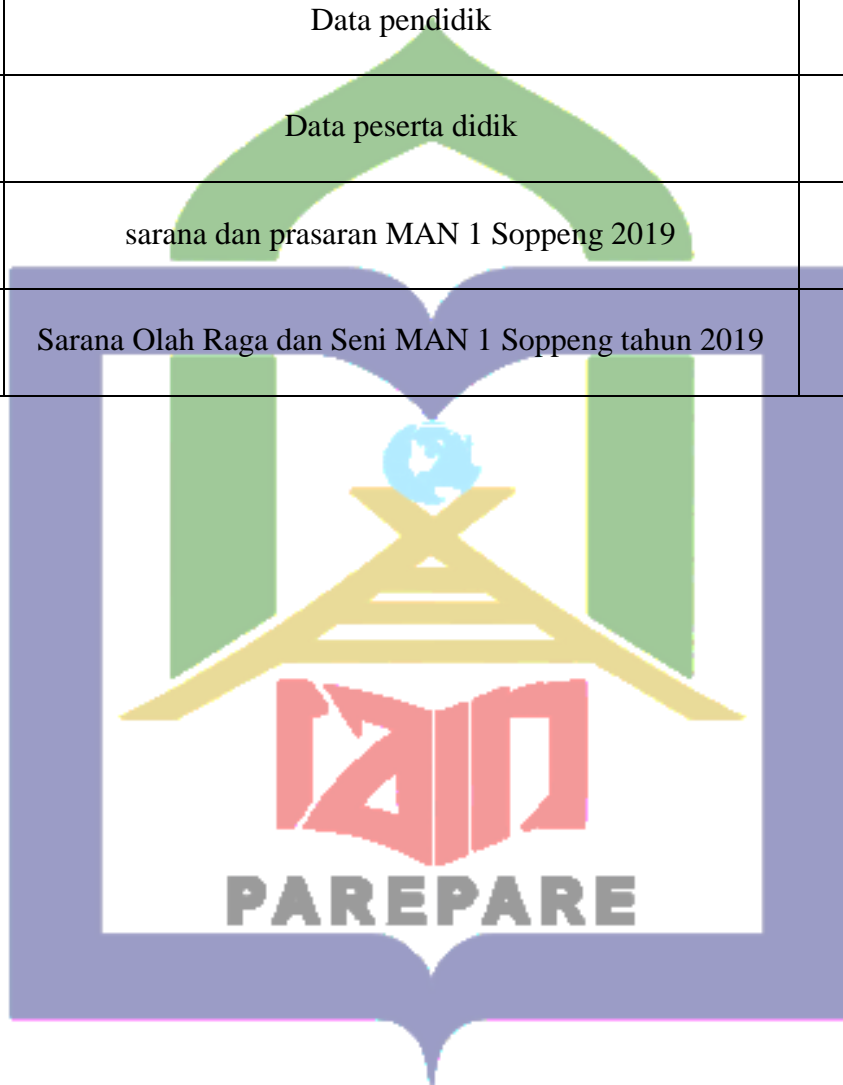 Data pendidik
Data peserta didik
sarana dan prasaran MAN 1 Soppeng 2019
Sarana Olah Raga dan Seni MAN 1 Soppeng tahun 2019
iain
PAREPARE